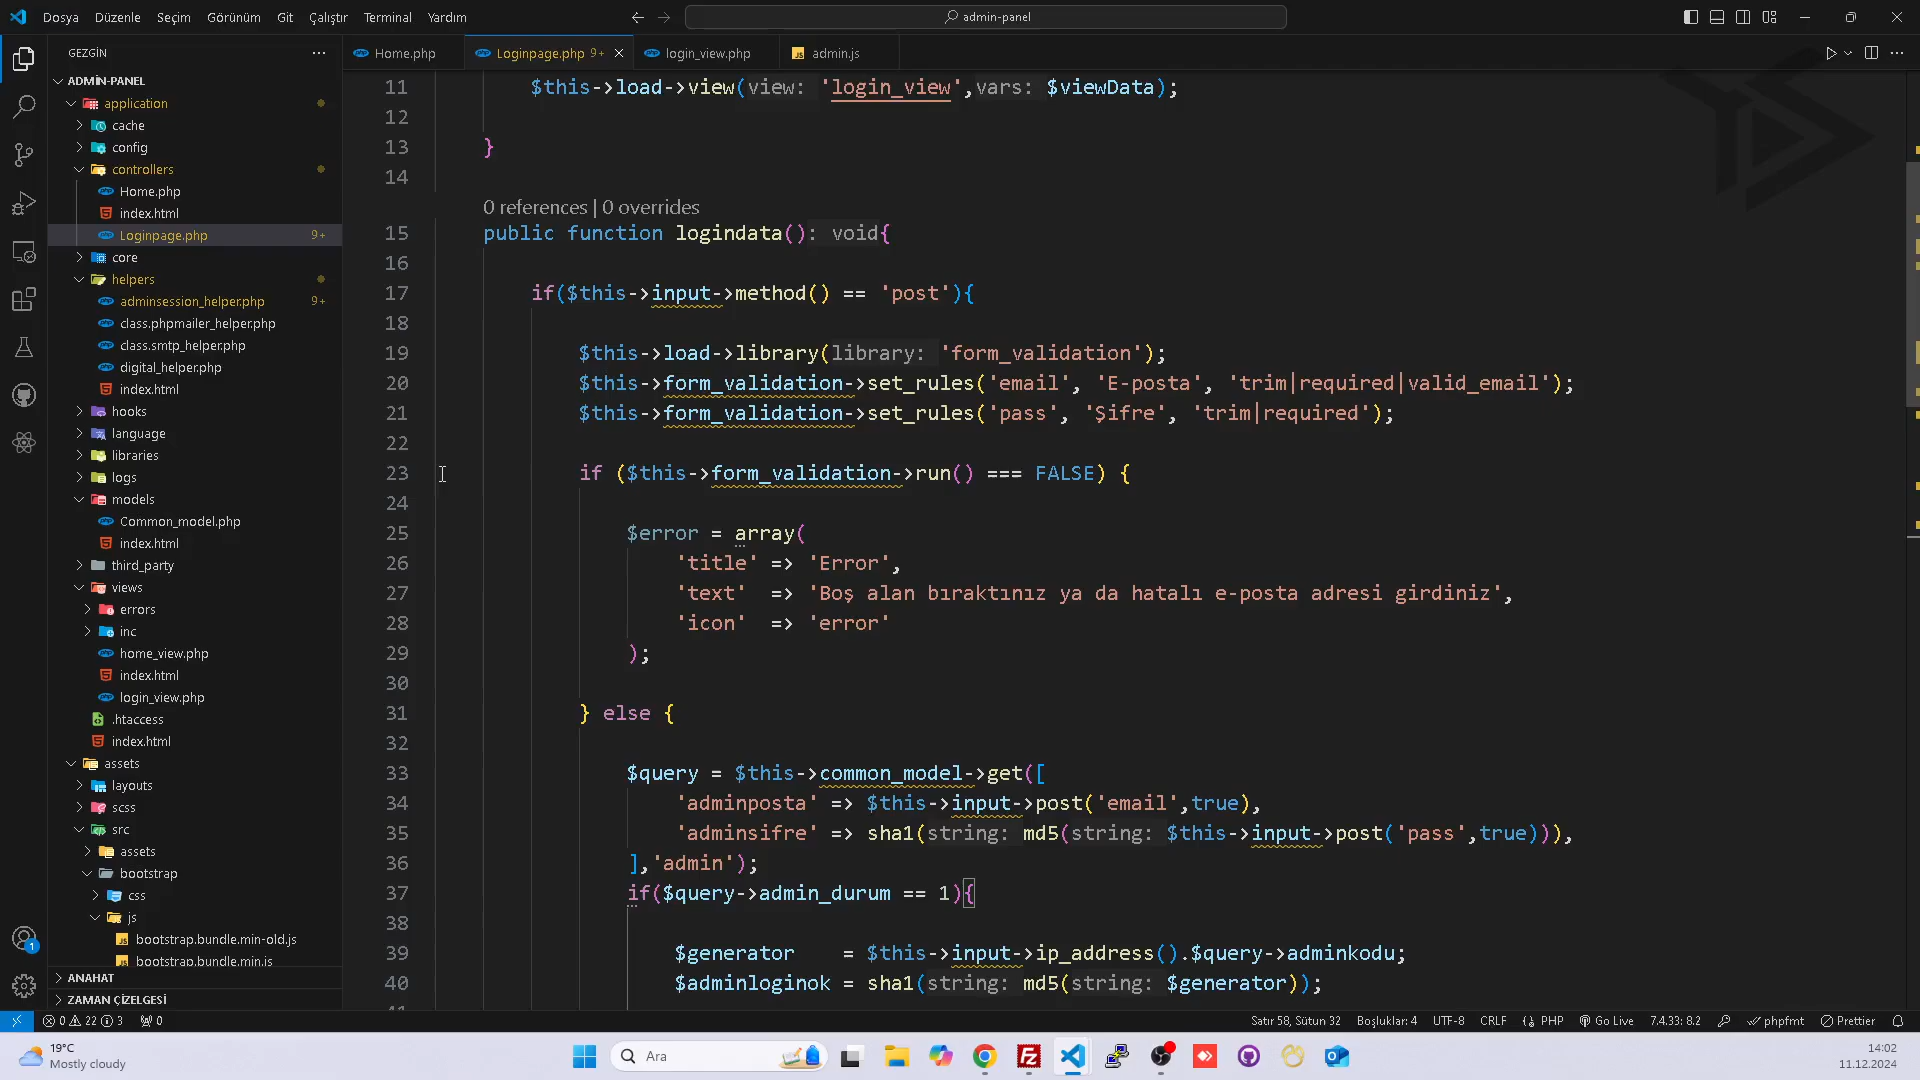 Dosya Düzenle Seçim Görünüm Git Çalıştır Terminal Yardım
admin-panel
GEZGİN
Home.php
Loginpage.php 9+
login_view.php
admin.js
ADMIN-PANEL
application
cache
config
controllers
Home.php
index.html
Loginpage.php 9+
core
helpers
adminsession_helper.php 9+
class.phpmailer_helper.php
class.smtp_helper.php
digital_helper.php
index.html
hooks
language
libraries
logs
models
Common_model.php
index.html
third_party
views
errors
inc
home_view.php
index.html
login_view.php
.htaccess
index.html
assets
layouts
scss
src
assets
bootstrap
css
js
bootstrap.bundle.min-old.js
bootstrap.bundle.min.js
ANAHAT
ZAMAN ÇİZELGESİ
11 $this->load->view(view: 'login_view',vars: $viewData);
12
13 }
14
0 references | 0 overrides
15 public function logindata(): void{
16
17 if($this->input->method() == 'post'){
18
19 $this->load->library(library: 'form_validation');
20 $this->form_validation->set_rules('email', 'E-posta', 'trim|required|valid_email');
21 $this->form_validation->set_rules('pass', 'Şifre', 'trim|required');
22
23 if ($this->form_validation->run() === FALSE) {
24
25 $error = array(
26 'title' => 'Error',
27 'text' => 'Boş alan bıraktınız ya da hatalı e-posta adresi girdiniz',
28 'icon' => 'error'
29 );
30
31 } else {
32
33 $query = $this->common_model->get([
34 'adminposta' => $this->input->post('email',true),
35 'adminsifre' => sha1(string: md5(string: $this->input->post('pass',true))),
36 ],'admin');
37 if($query->admin_durum == 1){
38
39 $generator = $this->input->ip_address().$query->adminkodu;
40 $adminloginok = sha1(string: md5(string: $generator));
41
0 22 3 0
Satır 58, Sütun 32 Boşluklar: 4 UTF-8 CRLF PHP Go Live 7.4.33: 8.2 phpfmt Prettier
1
19°C
Mostly cloudy
Ara
14:02
11.12.2024